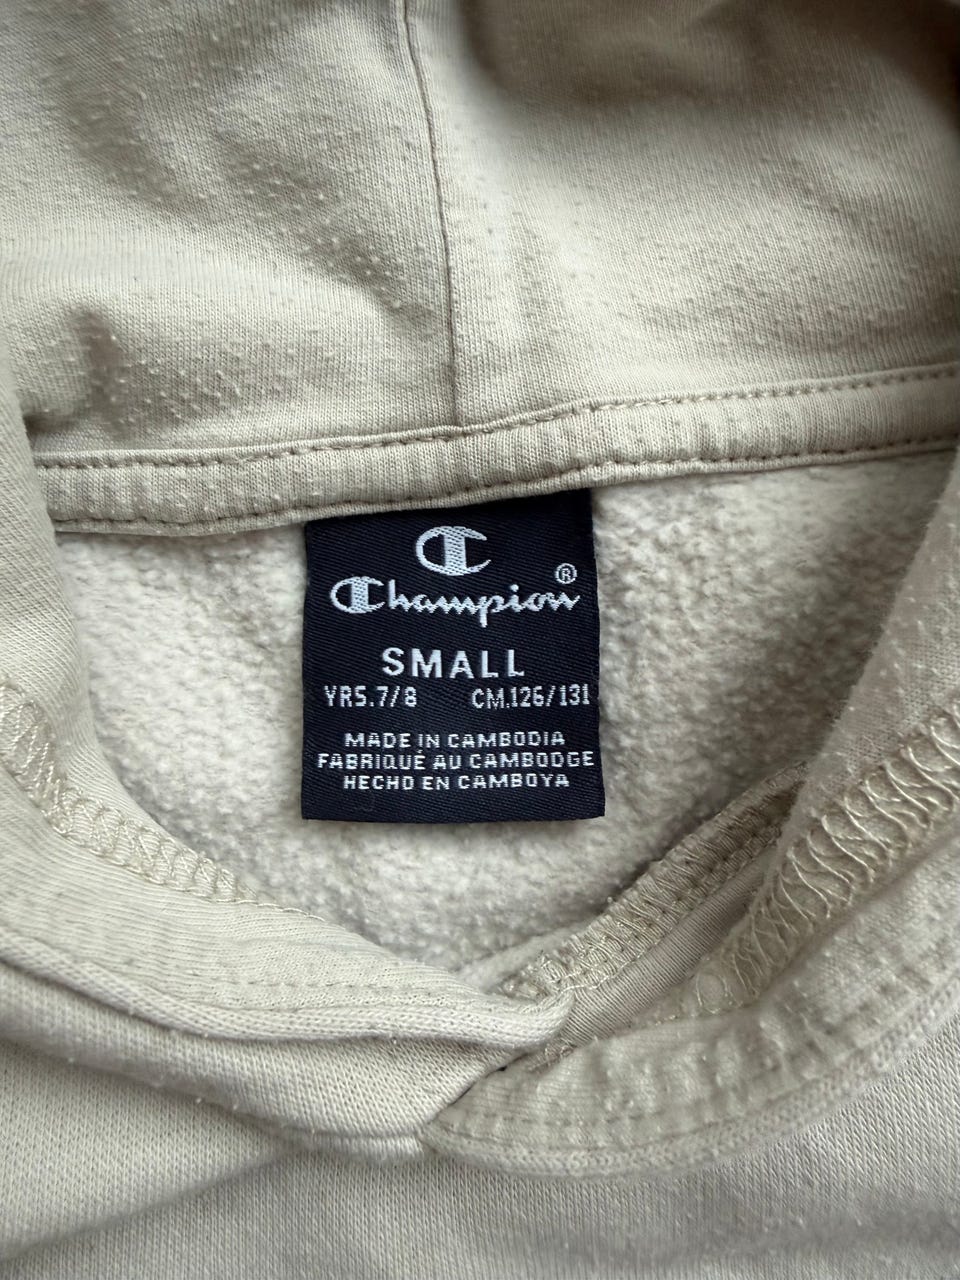 Champion®
SMALL
YRS.7/8 CM.126/131
MADE IN CAMBODIA
FABRIQUÉ AU CAMBODGE
HECHO EN CAMBOYA